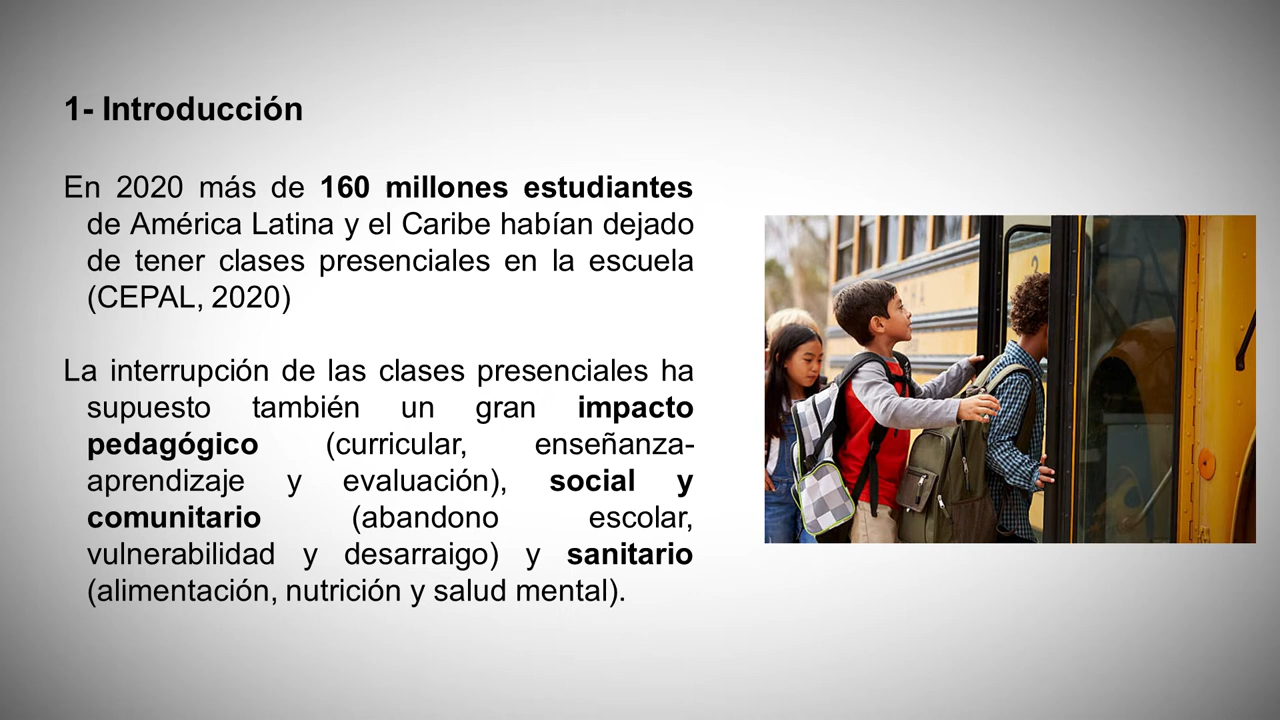 1- Introducción
En 2020 más de 160 millones estudiantes
de América Latina y el Caribe habían dejado
de tener clases presenciales en la escuela
(CEPAL, 2020)
La interrupción de las clases presenciales ha
supuesto también un gran impacto
pedagógico (curricular, enseñanza-
aprendizaje y evaluación), social y
comunitario (abandono escolar,
vulnerabilidad y desarraigo) y sanitario
(alimentación, nutrición y salud mental).